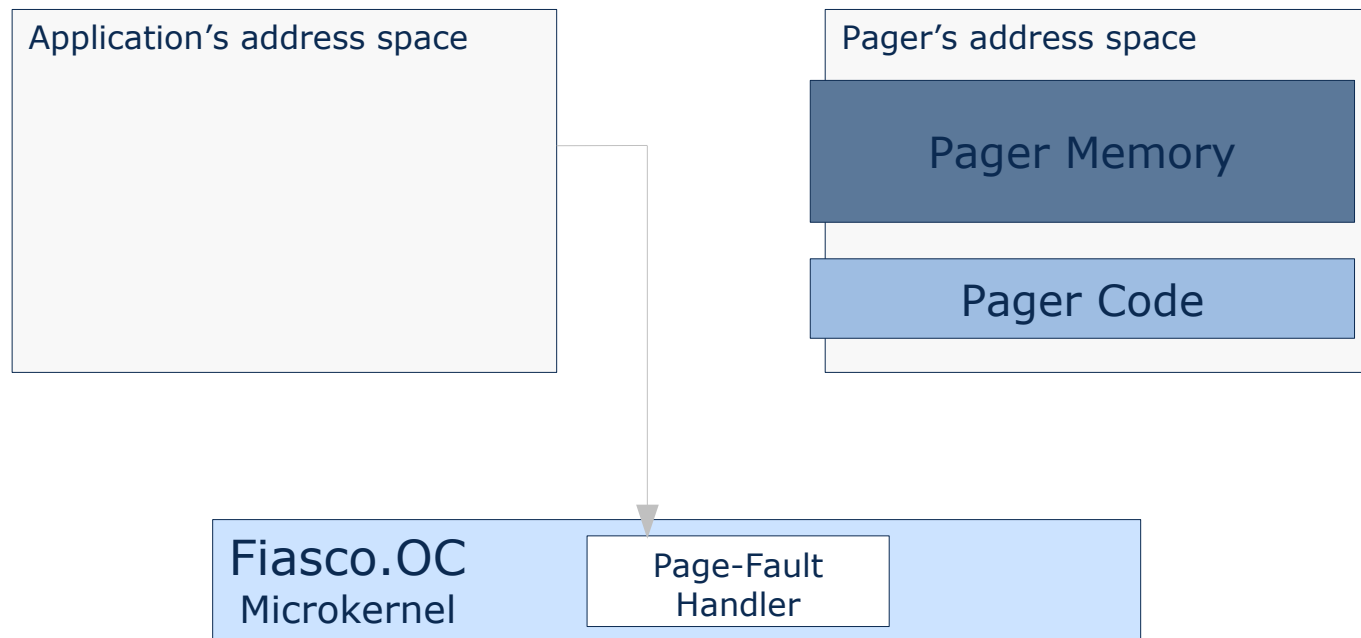 Application’s address space
Pager’s address space
Pager Memory
Pager Code
Fiasco.OC
Microkernel
Page-Fault
Handler